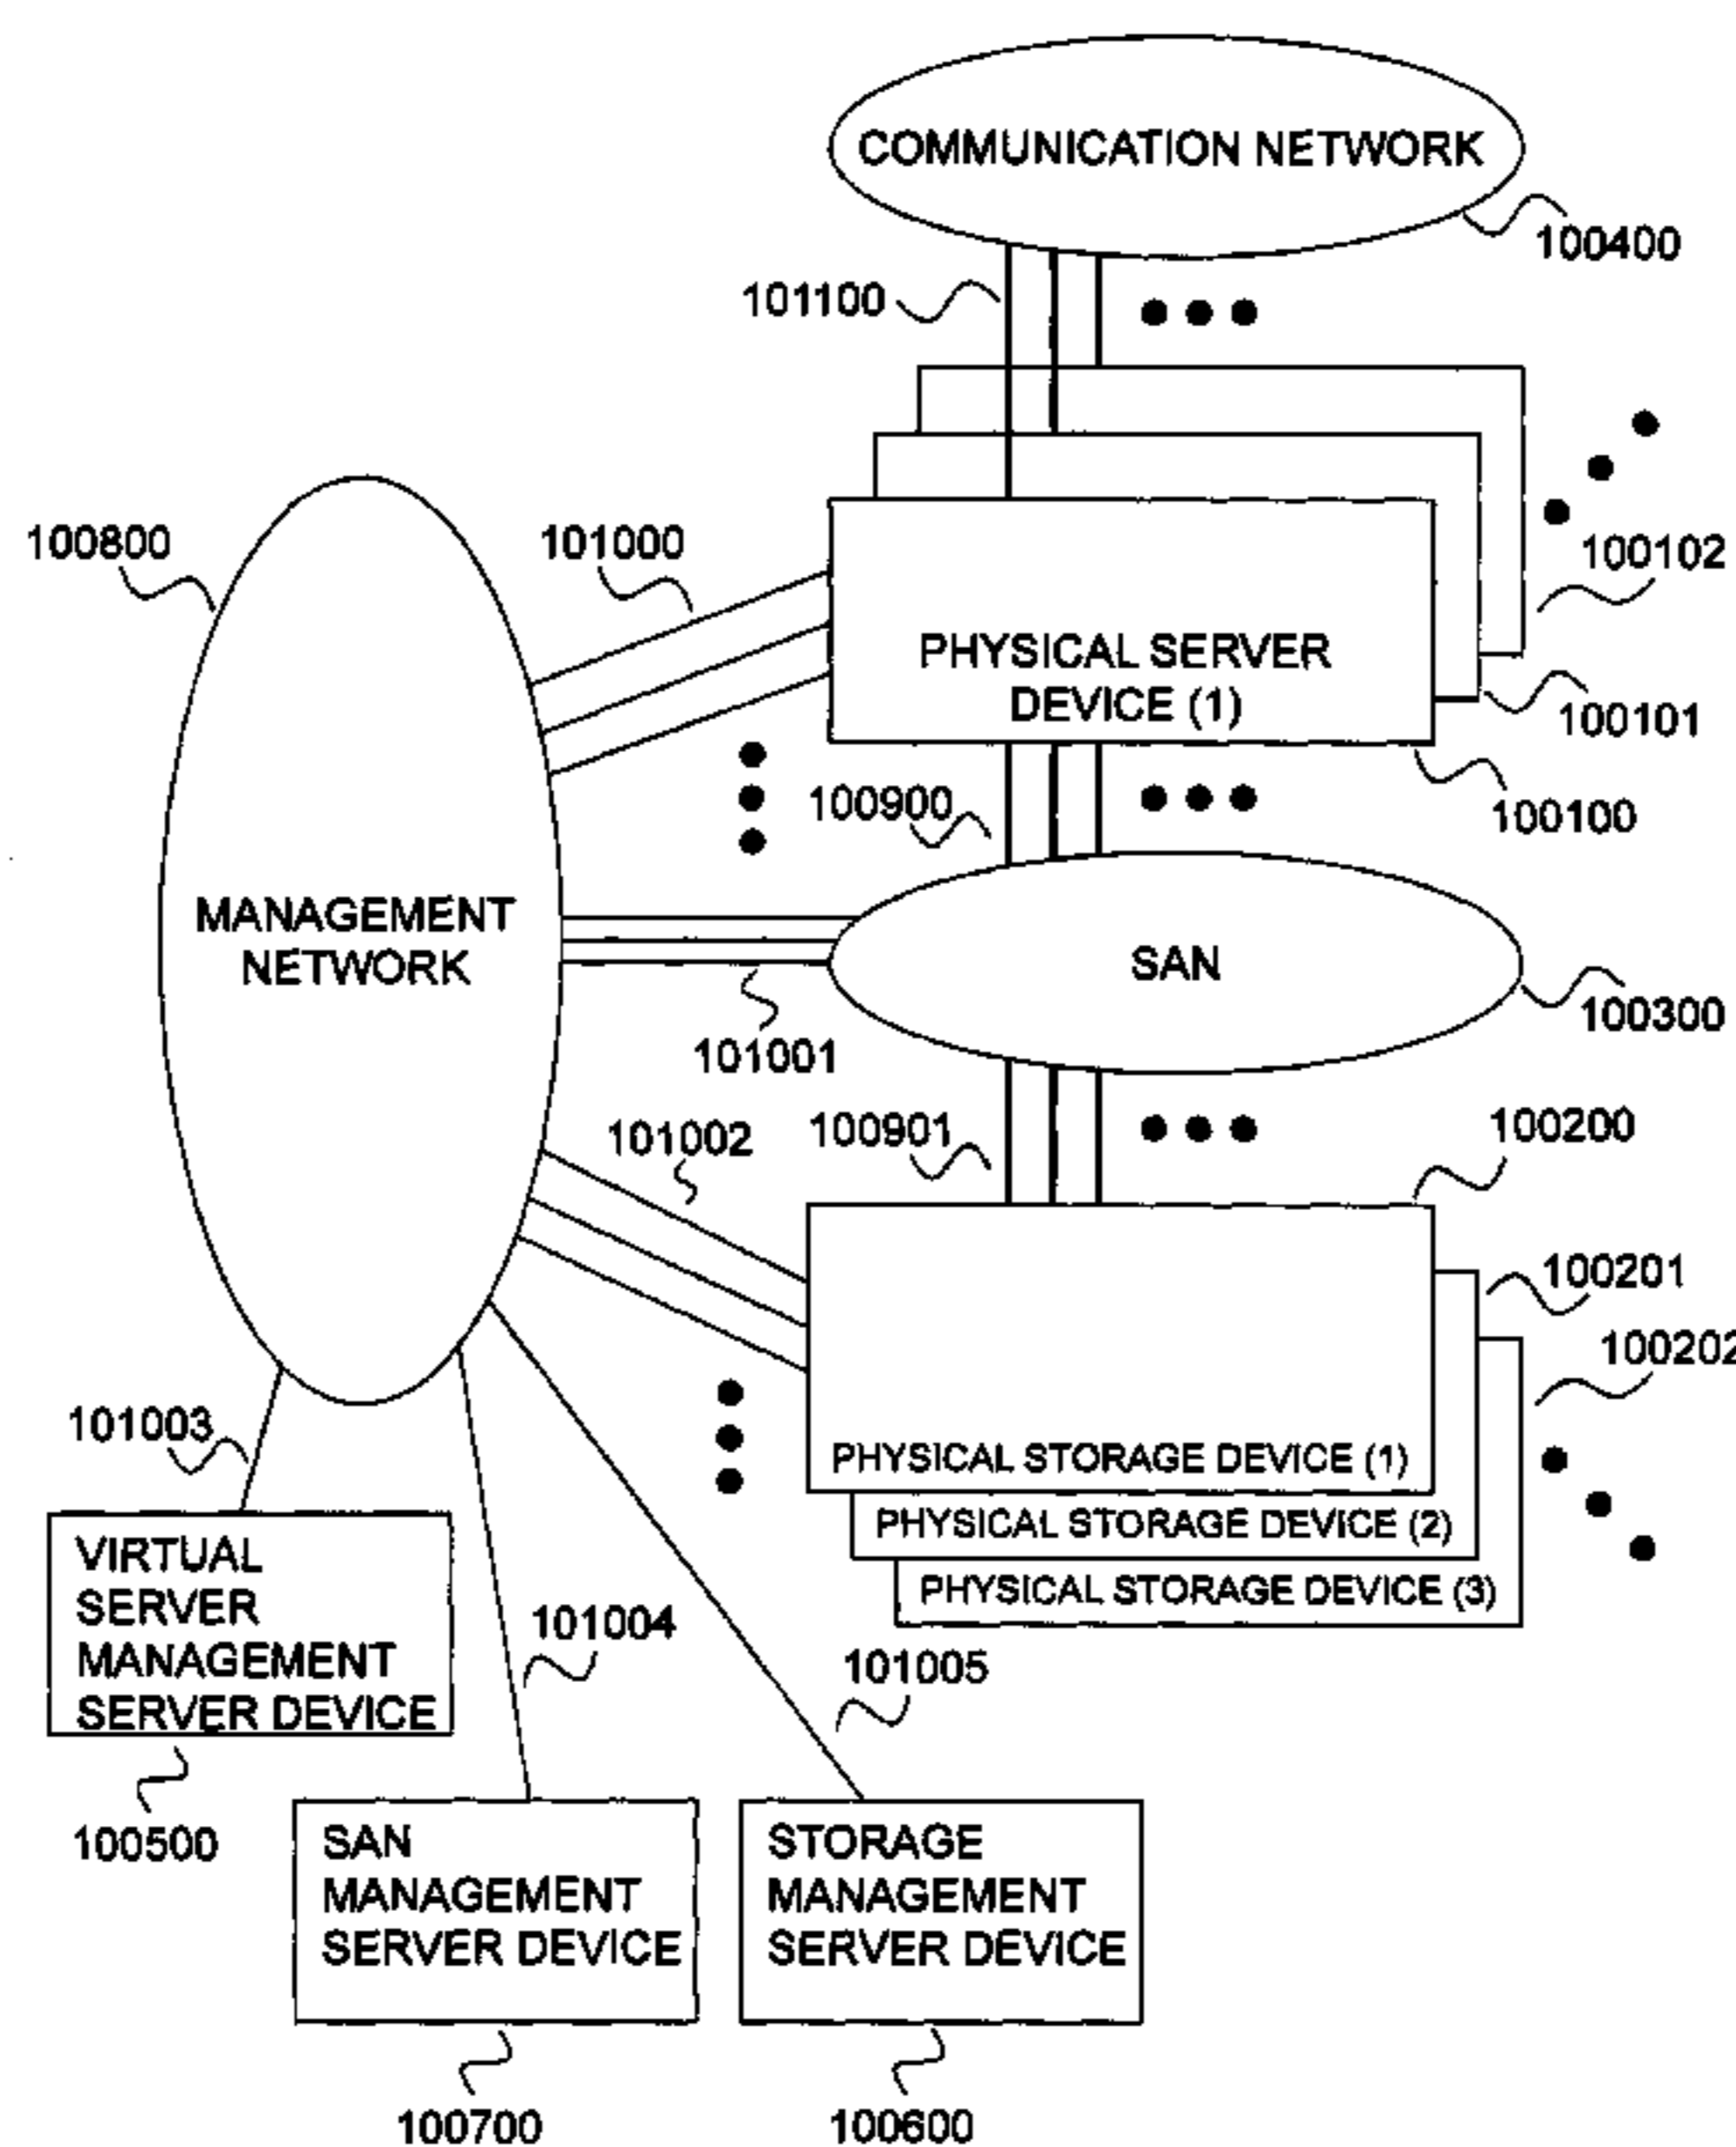 COMMUNICATION NETWORK
100400
101100
100800
101000
100102
PHYSICAL SERVER
DEVICE (1)
100101
100900
100100
MANAGEMENT
NETWORK
SAN
100300
101001
101002
100901
100200
100201
100202
101003
PHYSICAL STORAGE DEVICE (1)
PHYSICAL STORAGE DEVICE (2)
PHYSICAL STORAGE DEVICE (3)
VIRTUAL
SERVER
MANAGEMENT
SERVER DEVICE
101004
101005
100500
SAN
MANAGEMENT
SERVER DEVICE
STORAGE
MANAGEMENT
SERVER DEVICE
100700
100600